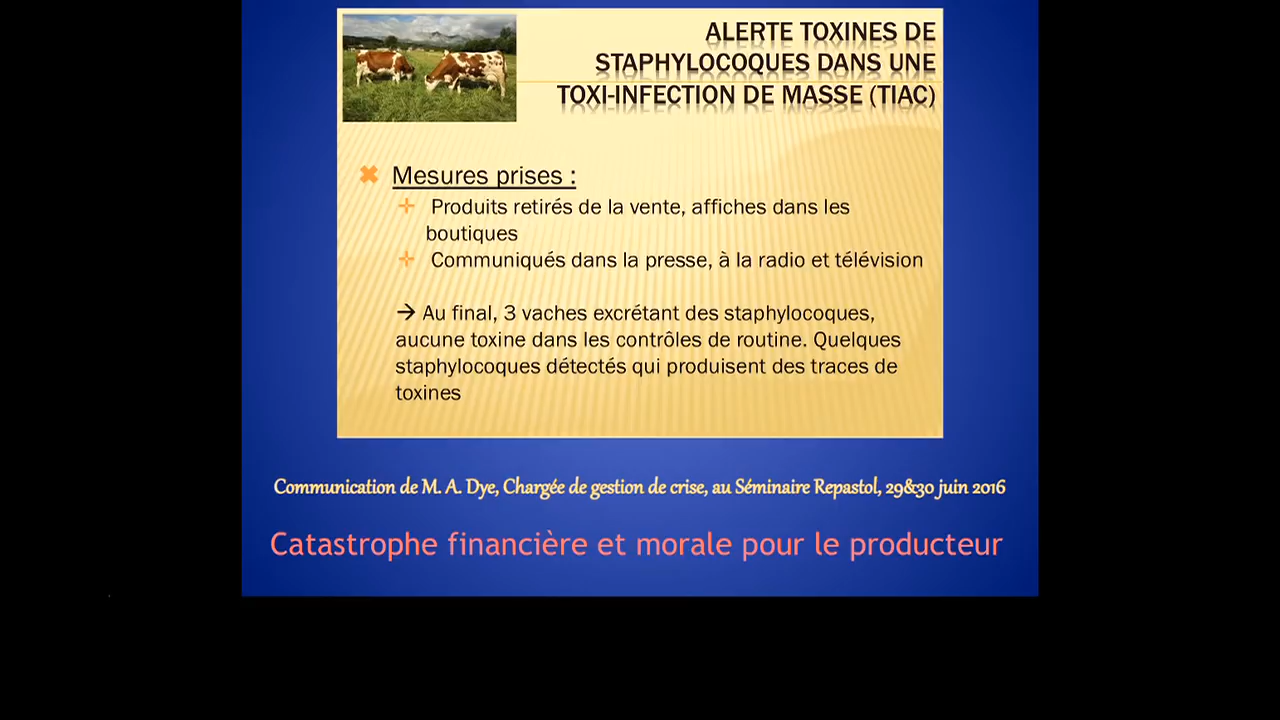 ALERTE TOXINES DE
STAPHYLOCOQUES DANS UNE
TOXI-INFECTION DE MASSE (TIAC)
Mesures prises :
Produits retirés de la vente, affiches dans les
boutiques
Communiqués dans la presse, à la radio et télévision
→ Au final, 3 vaches excrétant des staphylocoques,
aucune toxine dans les contrôles de routine. Quelques
staphylocoques détectés qui produisent des traces de
toxines
Communication de M. A. Dye, Chargée de gestion de crise, au Séminaire Repastol, 29&30 juin 2016
Catastrophe financière et morale pour le producteur